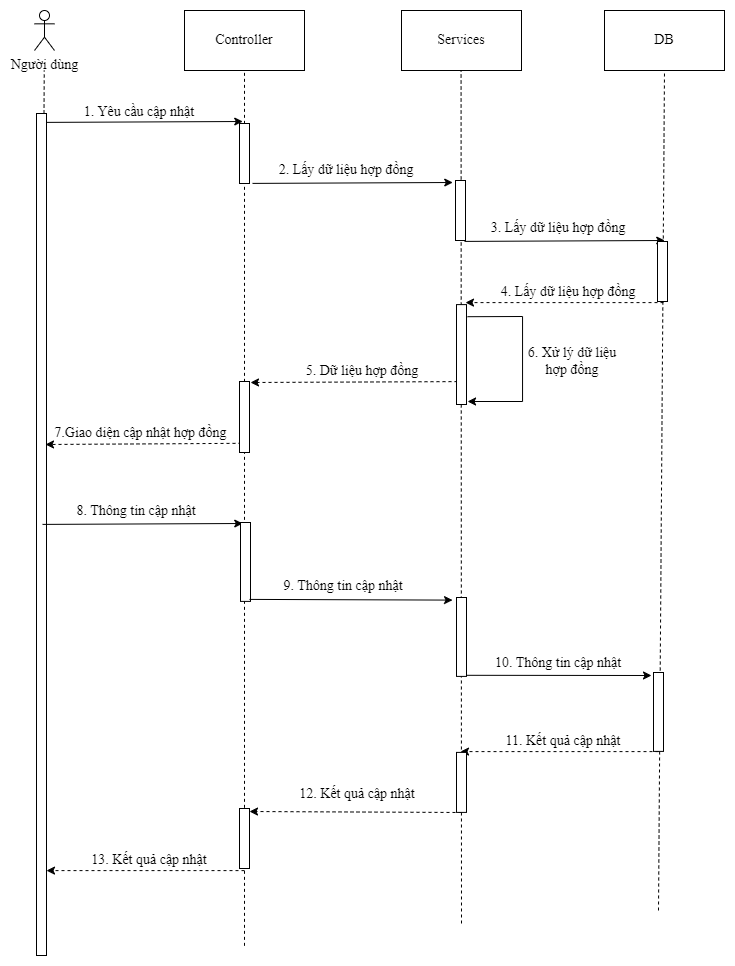 Người dùng
Controller
Services
DB
1. Yêu cầu cập nhật
2. Lấy dữ liệu hợp đồng
3. Lấy dữ liệu hợp đồng
4. Lấy dữ liệu hợp đồng
6. Xử lý dữ liệu
hợp đồng
5. Dữ liệu hợp đồng
7.Giao diện cập nhật hợp đồng
8. Thông tin cập nhật
9. Thông tin cập nhật
10. Thông tin cập nhật
11. Kết quả cập nhật
12. Kết quả cập nhật
13. Kết quả cập nhật